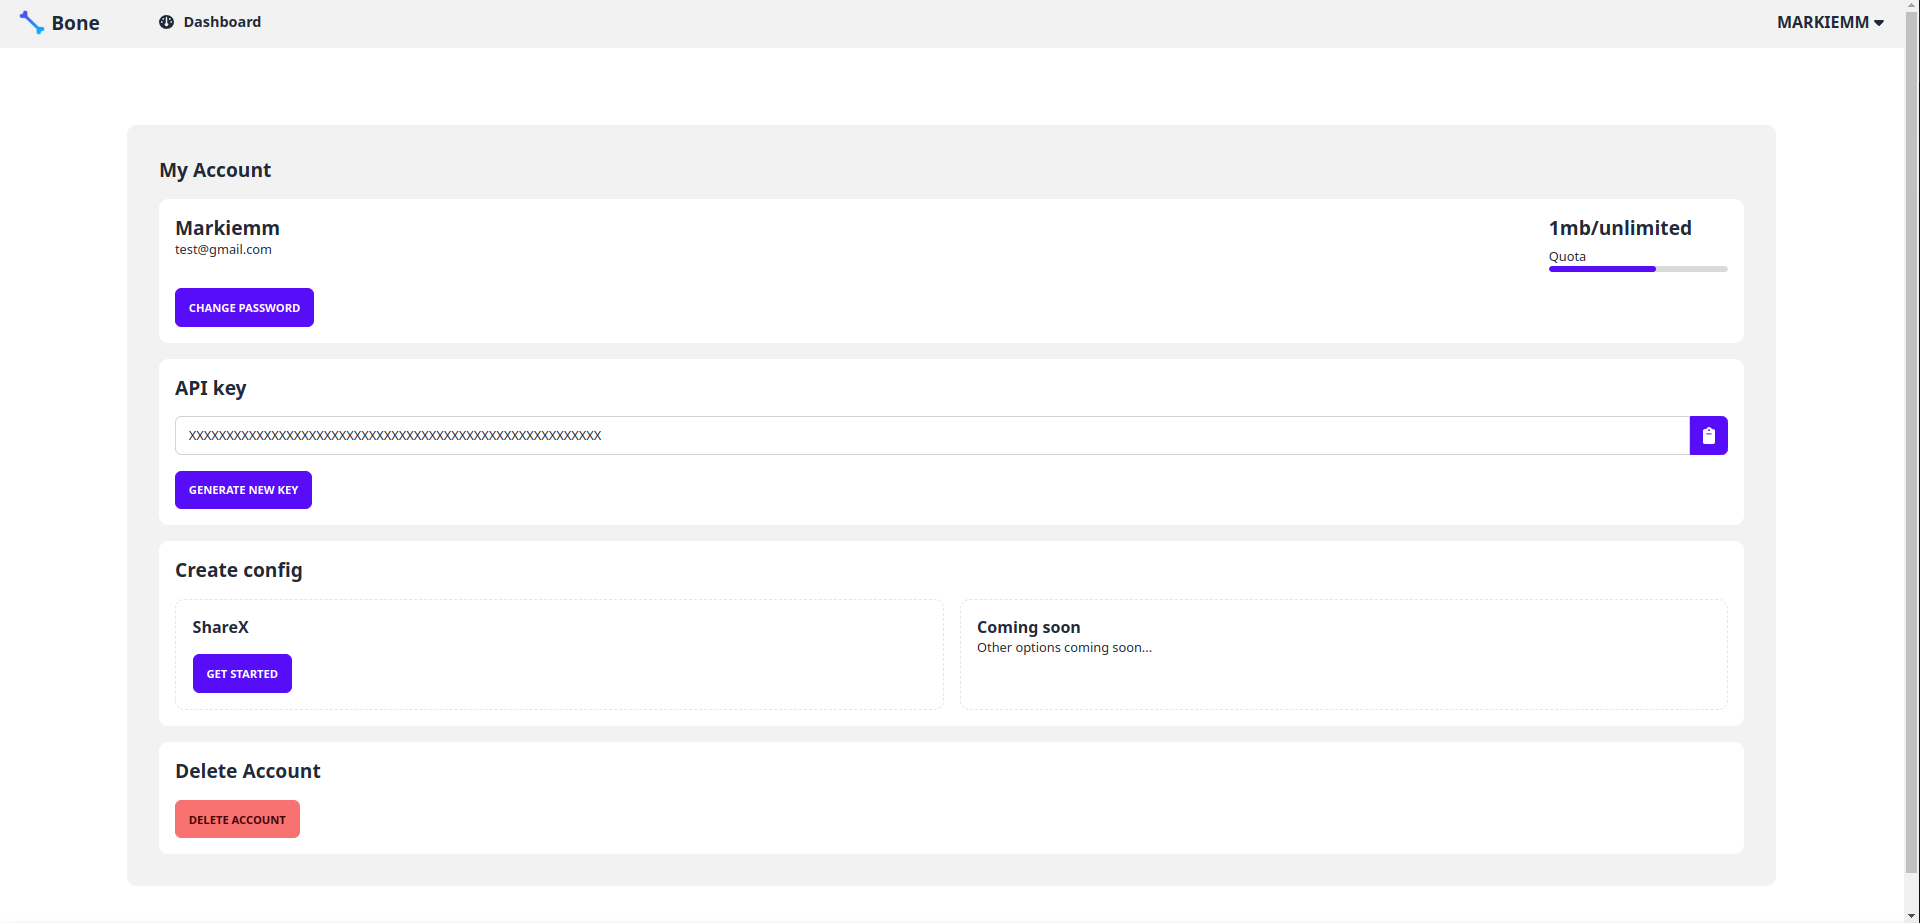 Bone
Dashboard
MARKIEMM
My Account
Markiemm
test@gmail.com
1mb/unlimited
Quota
CHANGE PASSWORD
API key
XXXXXXXXXXXXXXXXXXXXXXXXXXXXXXXXXXXXXXXXXXXXXXXXXXXXXXX
GENERATE NEW KEY
Create config
ShareX
GET STARTED
Coming soon
Other options coming soon...
Delete Account
DELETE ACCOUNT